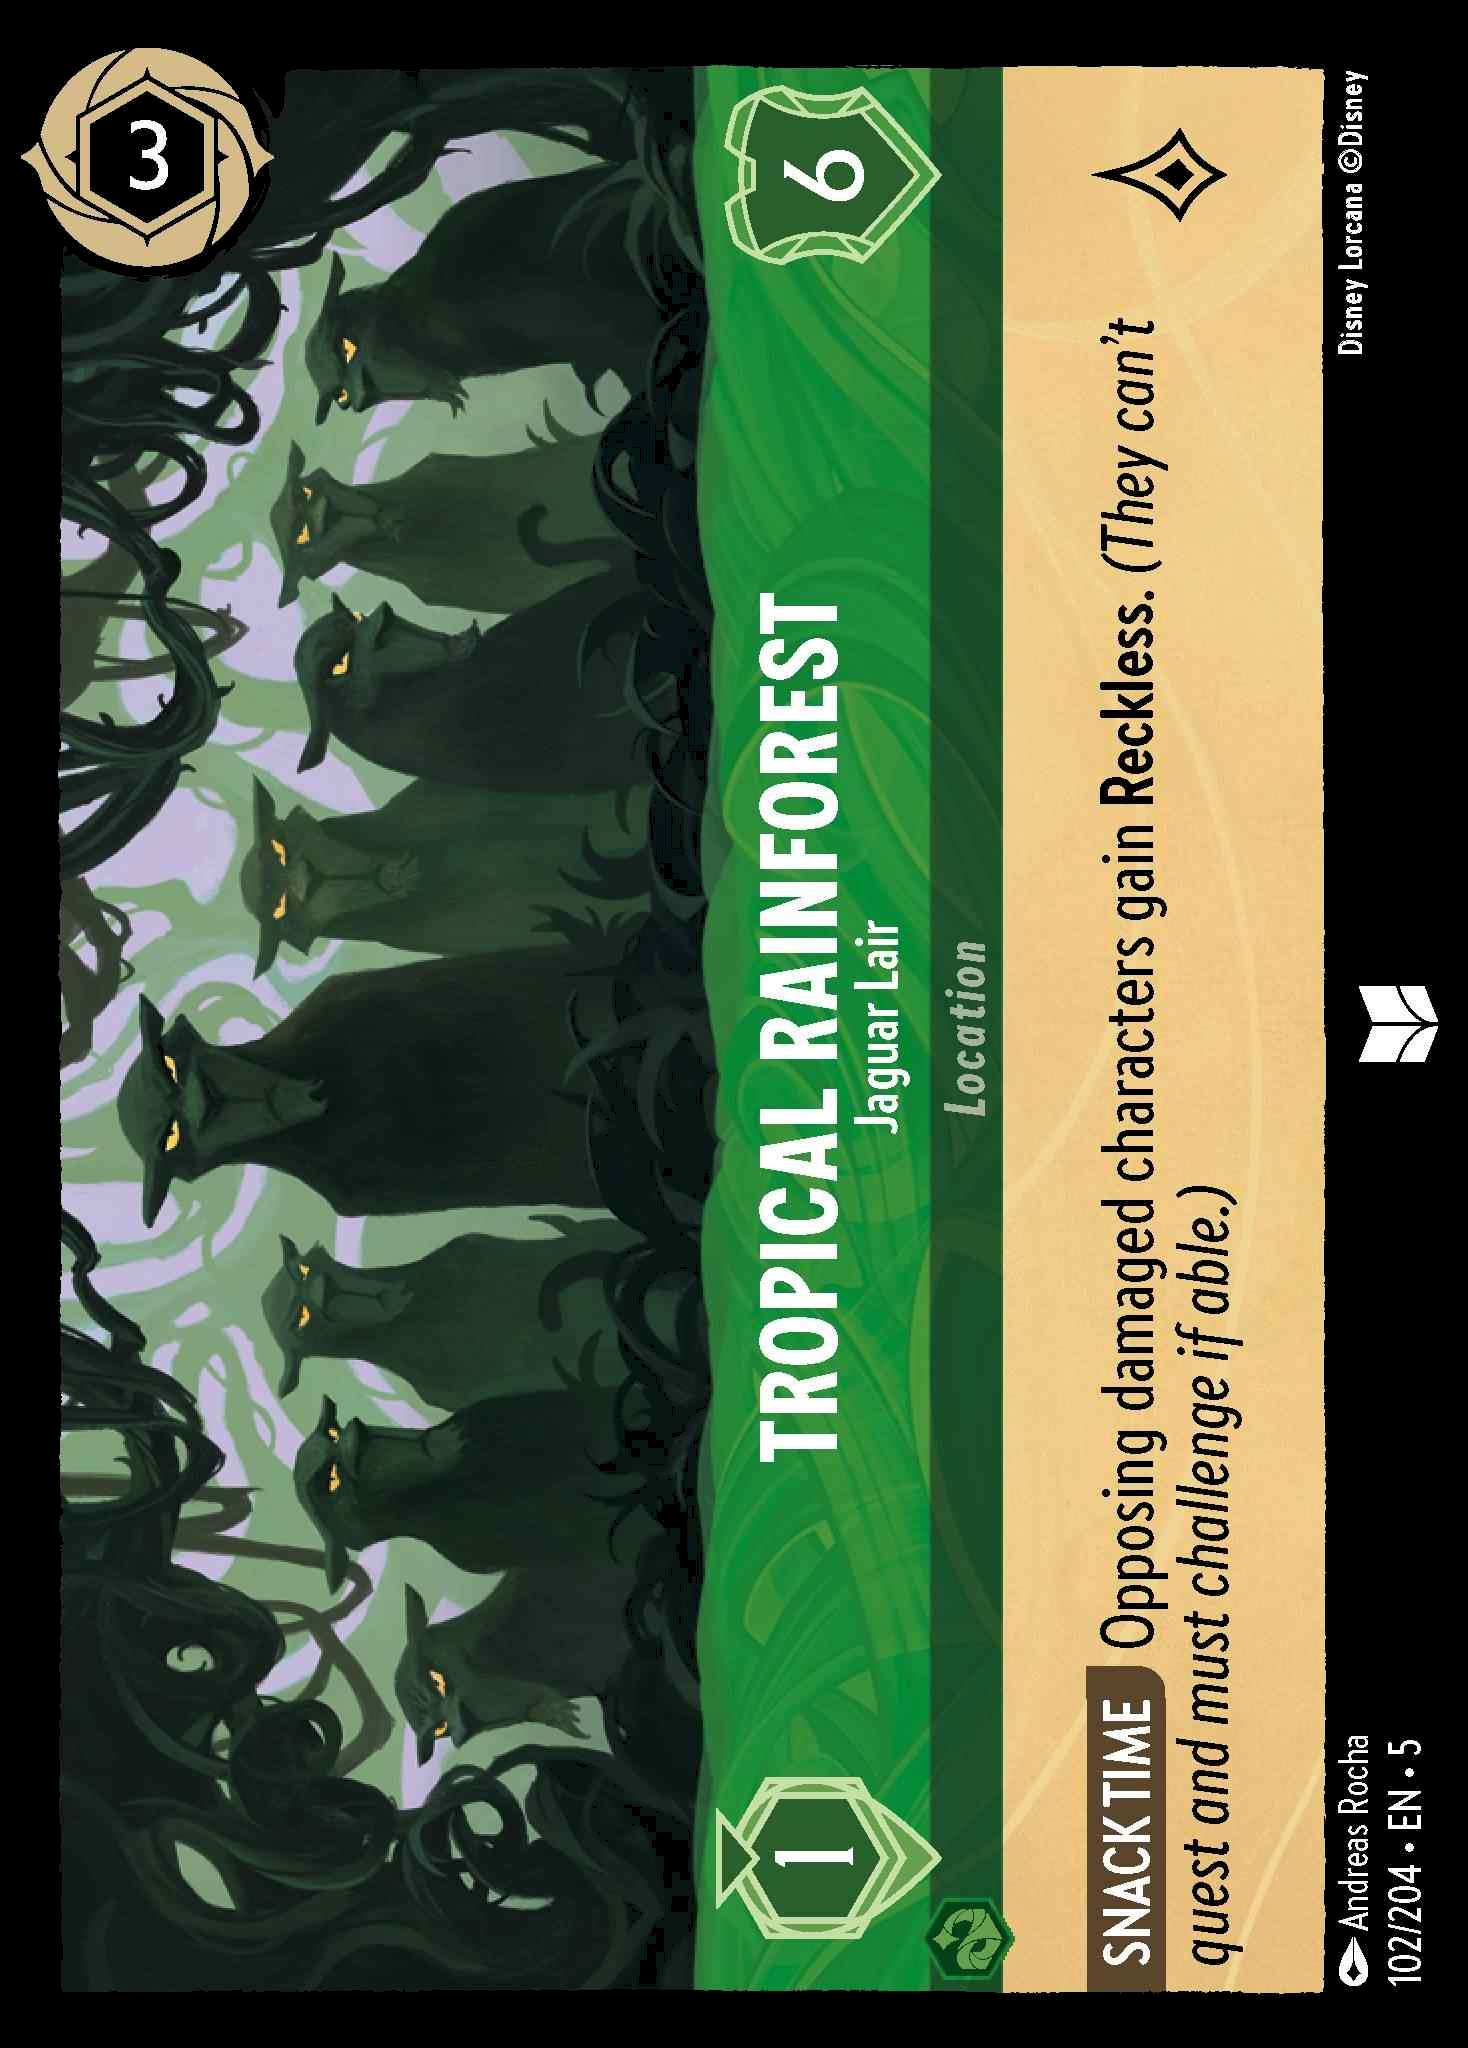 3
1
TROPICAL RAINFOREST
Jaguar Lair
6
Location
SNACK TIME Opposing damaged characters gain Reckless. (They can't
quest and must challenge if able.)
Andreas Rocha
102/204 • EN • 5
Disney Lorcana ©Disney